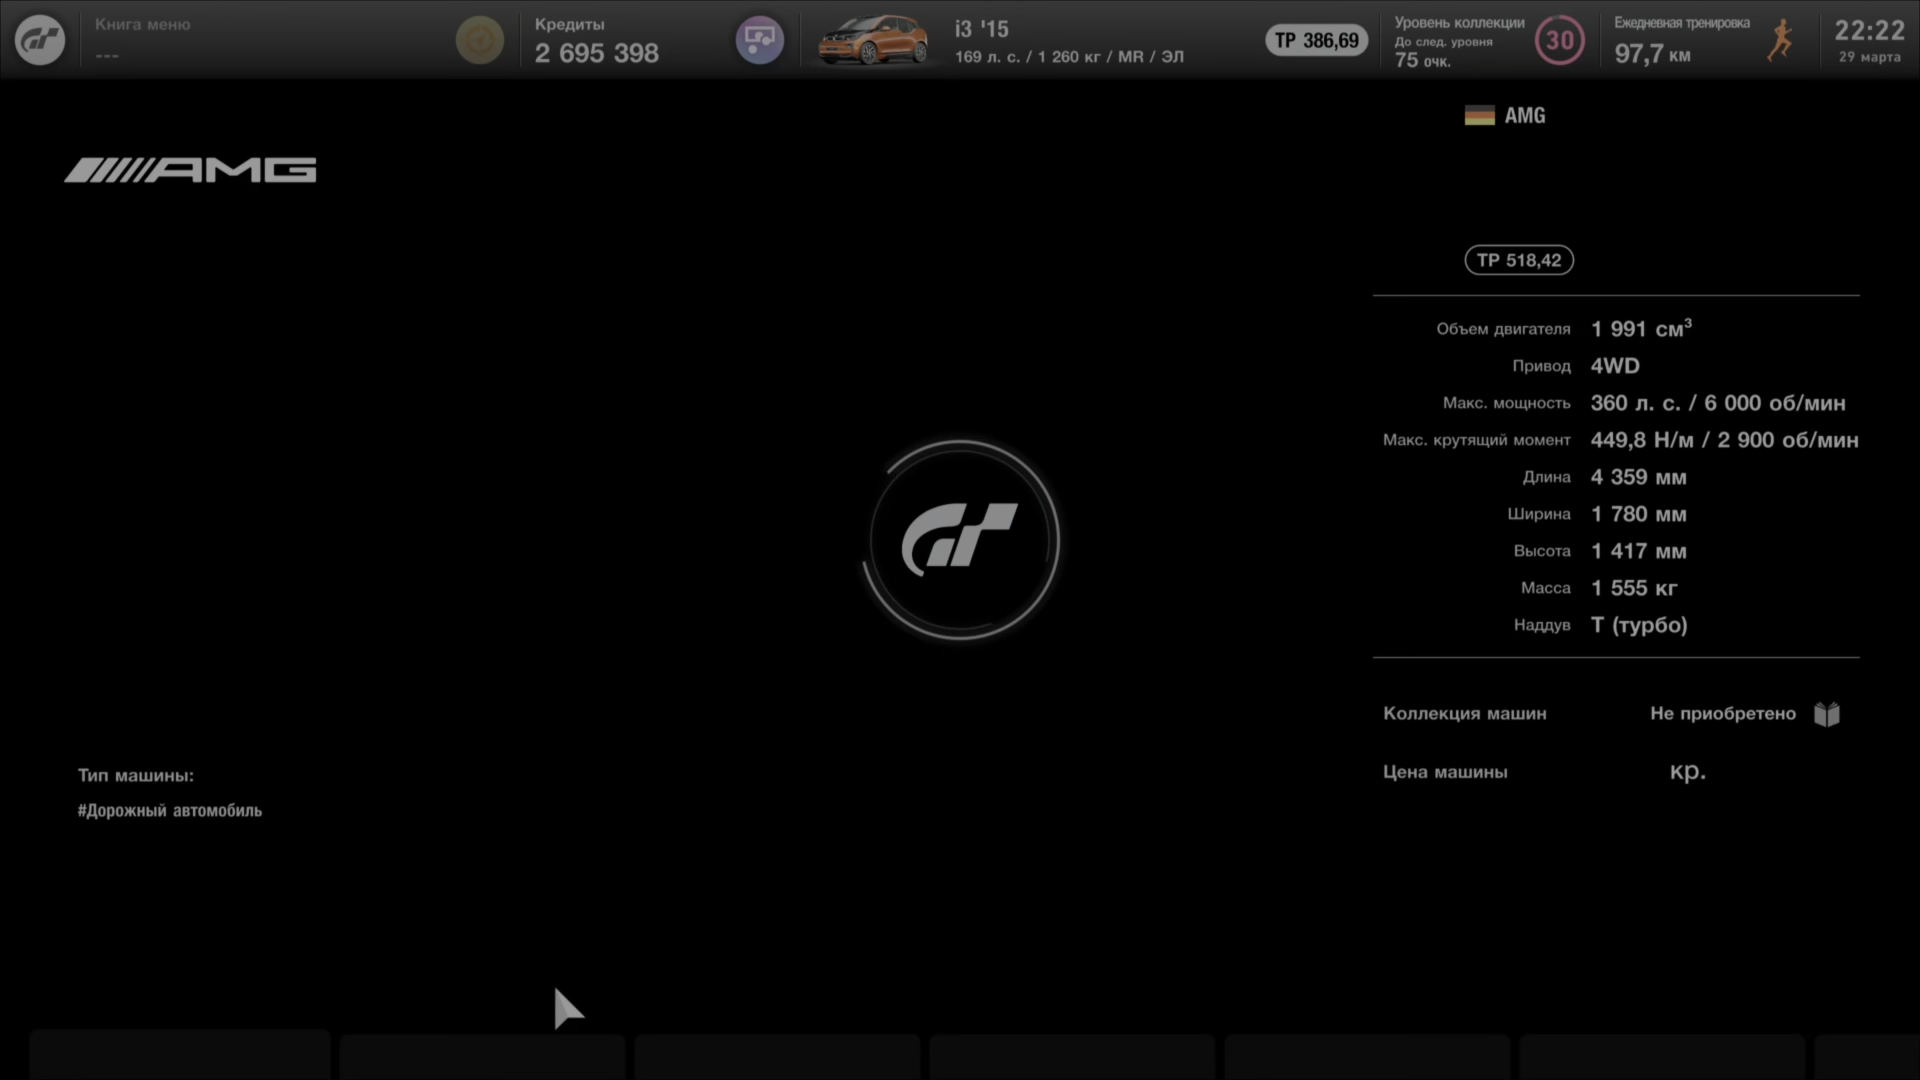 Книга меню
---
Кредиты
2 695 398
i3 '15
169 л. с. / 1 260 кг / MR / ЭЛ
ТР 386,69
Уровень коллекции
До след. уровня
75 очк.
30
Ежедневная тренировка
97,7 км
22:22
29 марта
AMG
AMG
ТР 518,42
Объем двигателя 1 991 см³
Привод 4WD
Макс. мощность 360 л. с. / 6 000 об/мин
Макс. крутящий момент 449,8 Н/м / 2 900 об/мин
Длина 4 359 мм
Ширина 1 780 мм
Высота 1 417 мм
Масса 1 555 кг
Наддув Т (турбо)
Коллекция машин Не приобретено
Цена машины кр.
Тип машины:
#Дорожный автомобиль